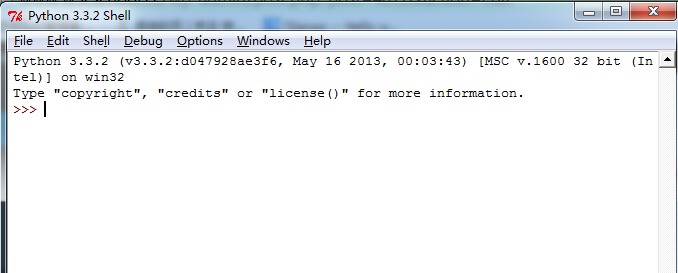 Python 3.3.2 Shell
File Edit Shell Debug Options Windows Help
Python 3.3.2 (v3.3.2:d047928ae3f6, May 16 2013, 00:03:43) [MSC v.1600 32 bit (In
tel)] on win32
Type "copyright", "credits" or "license()" for more information.
>>>